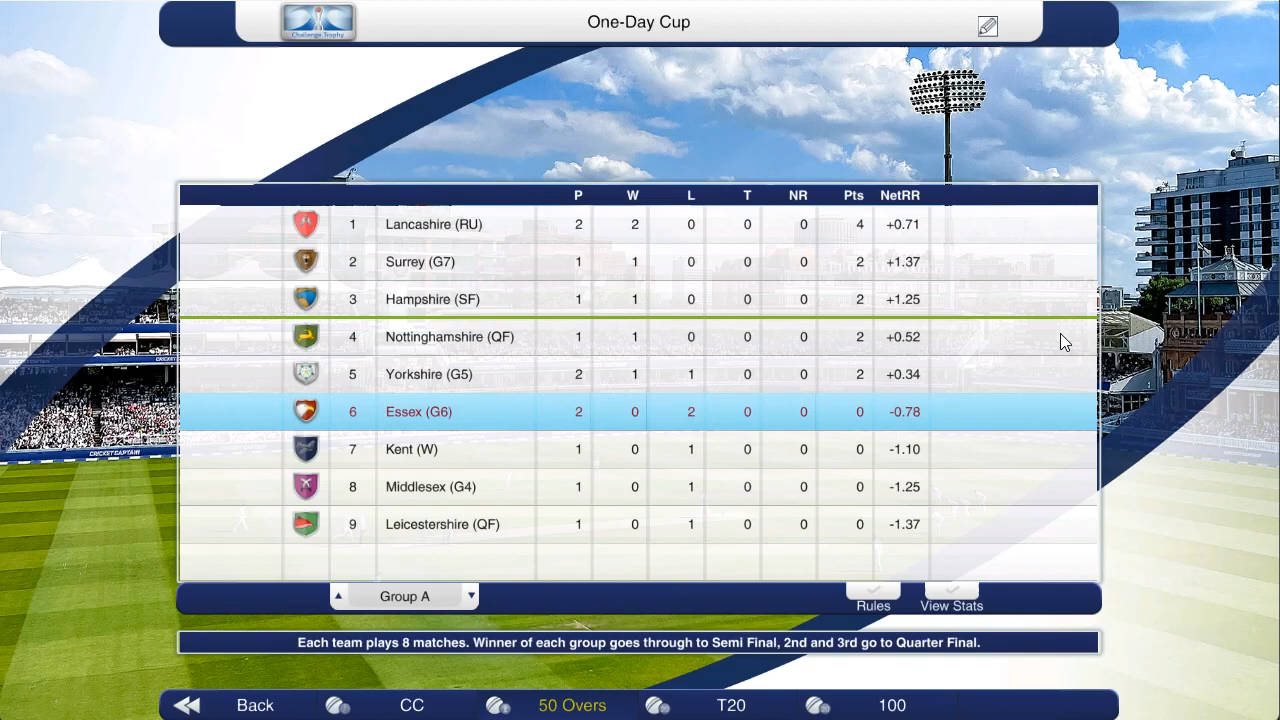 One-Day Cup
Challenge Trophy
P W L T NR Pts NetRR
1 Lancashire (RU) 2 2 0 0 0 4 +0.71
2 Surrey (G7) 1 1 0 0 0 2 +1.37
3 Hampshire (SF) 1 1 0 0 0 2 +1.25
4 Nottinghamshire (QF) 1 1 0 0 0 2 +0.52
5 Yorkshire (G5) 2 1 1 0 0 2 +0.34
6 Essex (G6) 2 0 2 0 0 0 -0.78
7 Kent (W) 1 0 1 0 0 0 -1.10
8 Middlesex (G4) 1 0 1 0 0 0 -1.25
9 Leicestershire (QF) 1 0 1 0 0 0 -1.37
CRICKET CAPTAIN
Group A
Rules
View Stats
Each team plays 8 matches. Winner of each group goes through to Semi Final, 2nd and 3rd go to Quarter Final.
Back CC 50 Overs T20 100